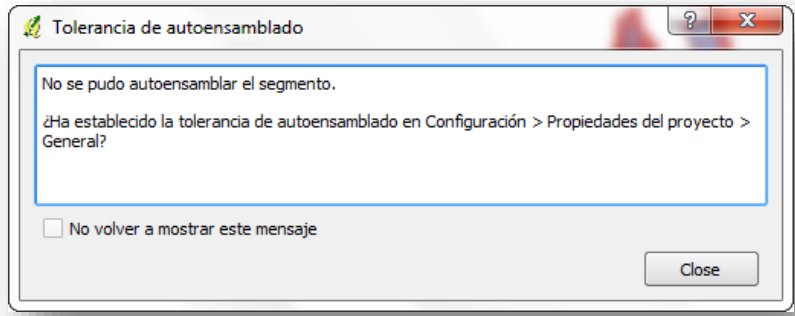 Tolerancia de autoensamblado
No se pudo autoensamblar el segmento.
¿Ha establecido la tolerancia de autoensamblado en Configuración > Propiedades del proyecto >
General?
No volver a mostrar este mensaje
Close